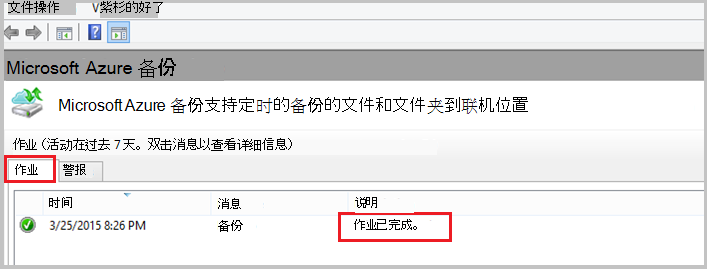 文件操作 V紫杉的好了
Microsoft Azure 备份
Microsoft Azure 备份支持定时的备份的文件和文件夹到联机位置
作业 (活动在过去 7 天。双击消息以查看详细信息)
作业 警报
时间 消息 说明
3/25/2015 8:26 PM 备份 作业已完成。